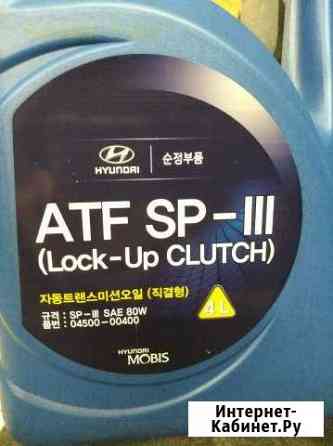 HYUNDAI 순정부품
ATF SP-III
(Lock-Up CLUTCH)
자동트랜스미션오일 (직결형)
규격 : SP-III SAE 80W
품번 : 04500-00400
4L
HYUNDAI
MOBIS
Интернет-
Кабинет.Ру